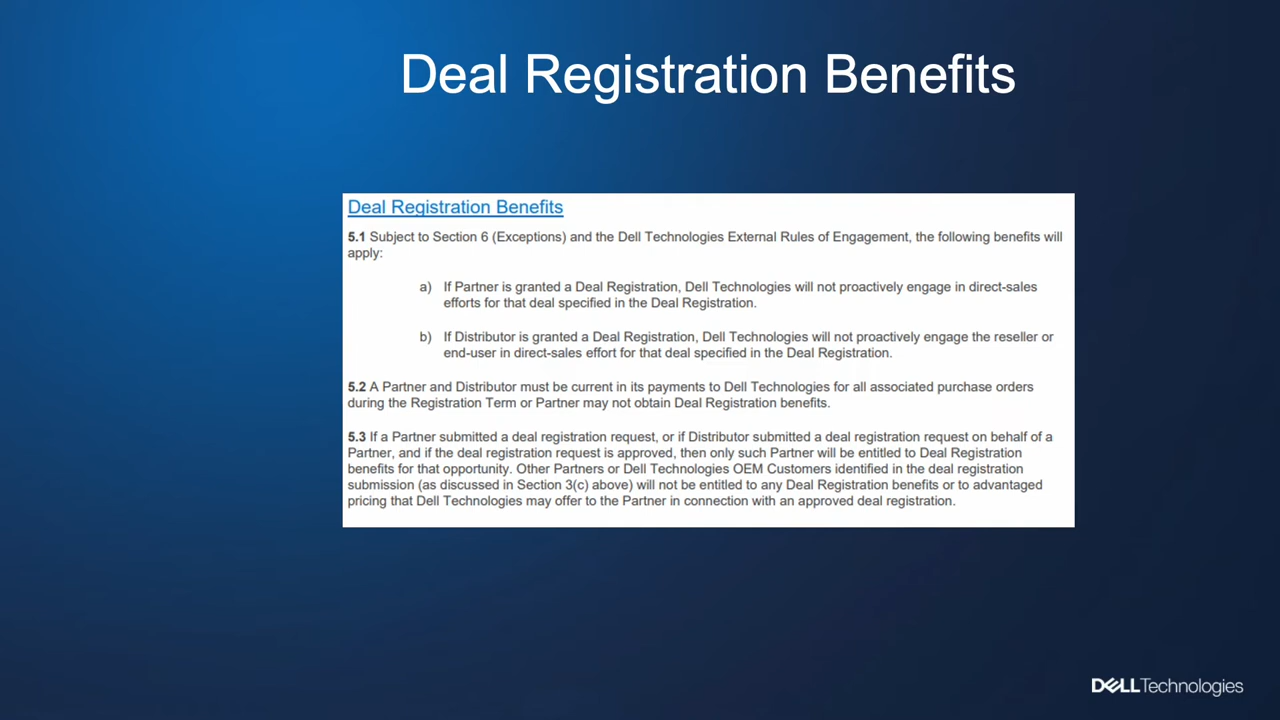 Deal Registration Benefits
Deal Registration Benefits
5.1 Subject to Section 6 (Exceptions) and the Dell Technologies External Rules of Engagement, the following benefits will
apply:
a) If Partner is granted a Deal Registration, Dell Technologies will not proactively engage in direct-sales
efforts for that deal specified in the Deal Registration.
b) If Distributor is granted a Deal Registration, Dell Technologies will not proactively engage the reseller or
end-user in direct-sales effort for that deal specified in the Deal Registration.
5.2 A Partner and Distributor must be current in its payments to Dell Technologies for all associated purchase orders
during the Registration Term or Partner may not obtain Deal Registration benefits.
5.3 If a Partner submitted a deal registration request, or if Distributor submitted a deal registration request on behalf of a
Partner, and if the deal registration request is approved, then only such Partner will be entitled to Deal Registration
benefits for that opportunity. Other Partners or Dell Technologies OEM Customers identified in the deal registration
submission (as discussed in Section 3(c) above) will not be entitled to any Deal Registration benefits or to advantaged
pricing that Dell Technologies may offer to the Partner in connection with an approved deal registration.
DELLTechnologies